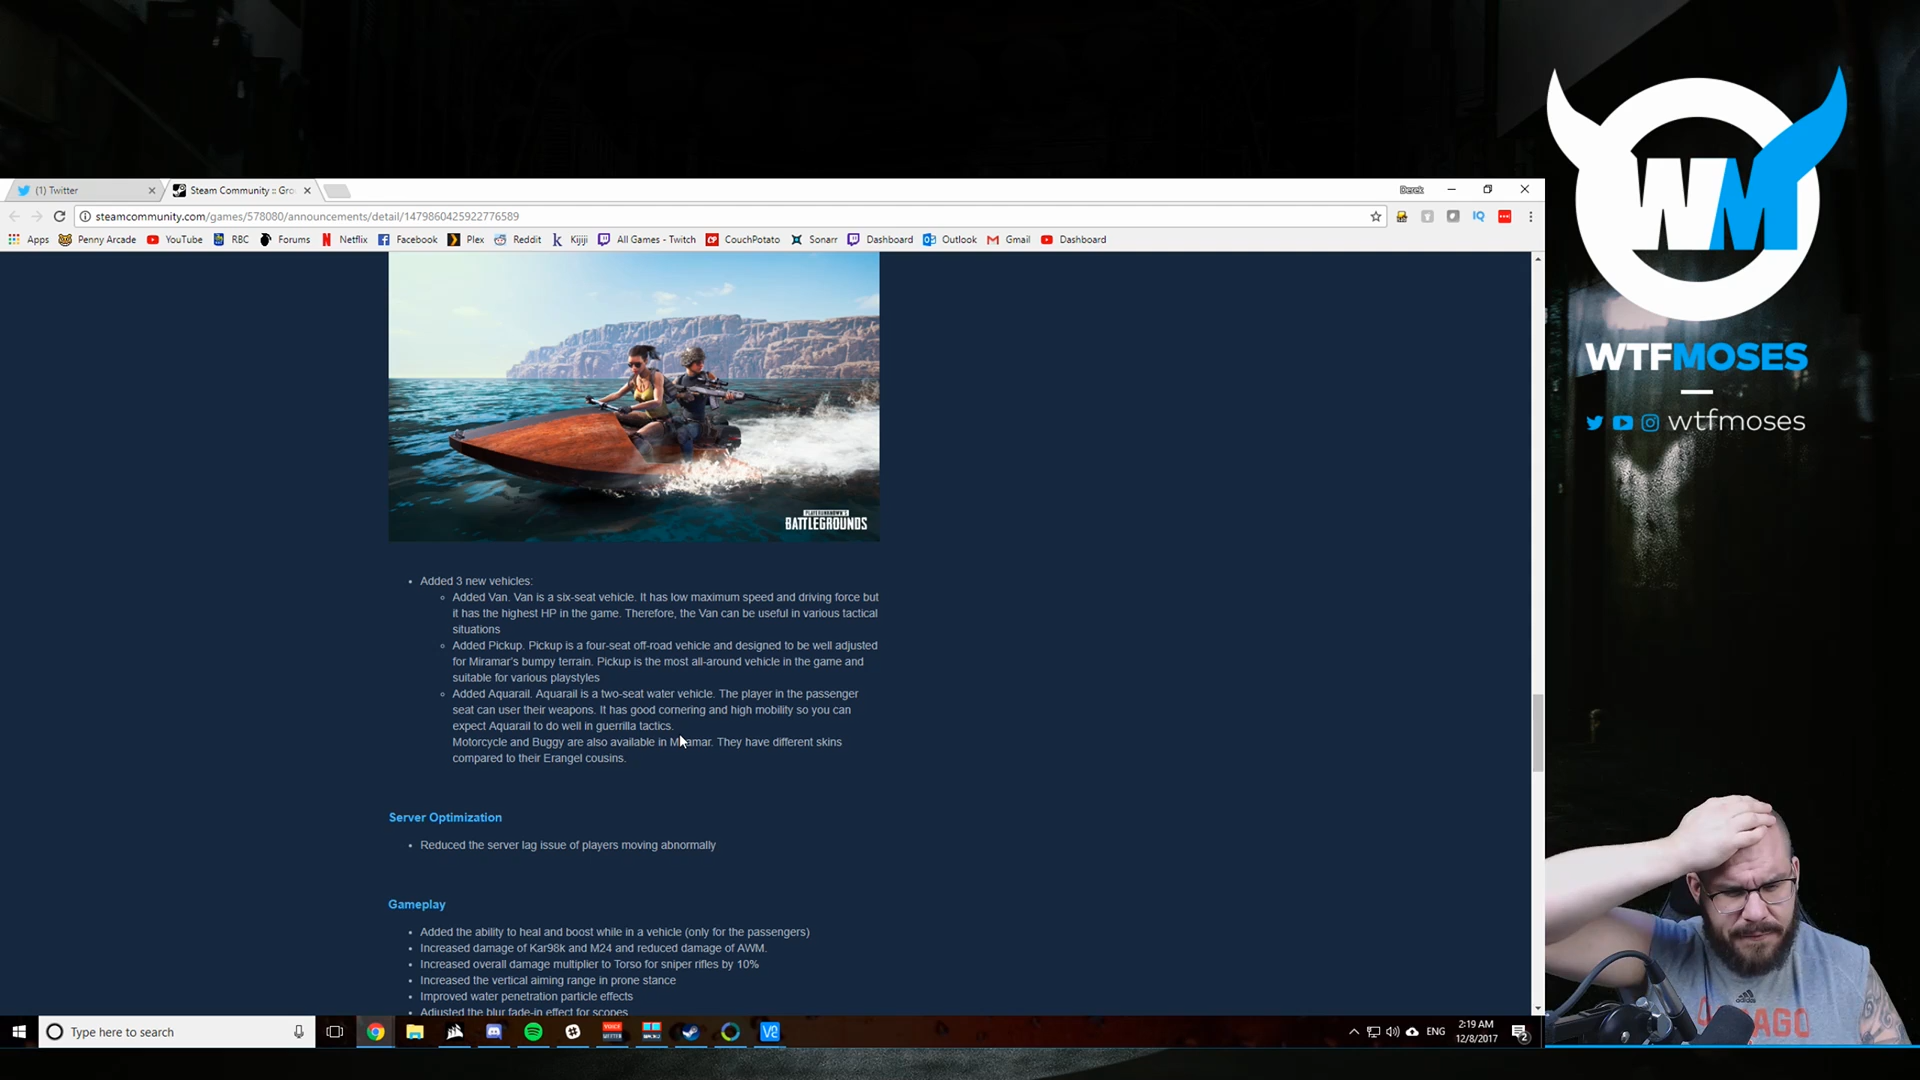 (1) Twitter
Steam Community :: Gro
Derek
steamcommunity.com/games/578080/announcements/detail/1479860425922776589
IQ
Apps Penny Arcade YouTube RBC Forums Netflix Facebook Plex Reddit Kijiji All Games - Twitch CouchPotato Sonarr Dashboard Outlook Gmail Dashboard
PLAYERUNKNOWN'S
BATTLEGROUNDS
Added 3 new vehicles:
Added Van. Van is a six-seat vehicle. It has low maximum speed and driving force but
it has the highest HP in the game. Therefore, the Van can be useful in various tactical
situations
Added Pickup. Pickup is a four-seat off-road vehicle and designed to be well adjusted
for Miramar's bumpy terrain. Pickup is the most all-around vehicle in the game and
suitable for various playstyles
Added Aquarail. Aquarail is a two-seat water vehicle. The player in the passenger
seat can user their weapons. It has good cornering and high mobility so you can
expect Aquarail to do well in guerrilla tactics.
Motorcycle and Buggy are also available in Miramar. They have different skins
compared to their Erangel cousins.
Server Optimization
Reduced the server lag issue of players moving abnormally
Gameplay
Added the ability to heal and boost while in a vehicle (only for the passengers)
Increased damage of Kar98k and M24 and reduced damage of AWM.
Increased overall damage multiplier to Torso for sniper rifles by 10%
Increased the vertical aiming range in prone stance
Improved water penetration particle effects
Adjusted the blur fade-in effect for scopes
Type here to search
ENG
2:19 AM
12/8/2017
2
WM
WTFMOSES
wtfmoses
adidas